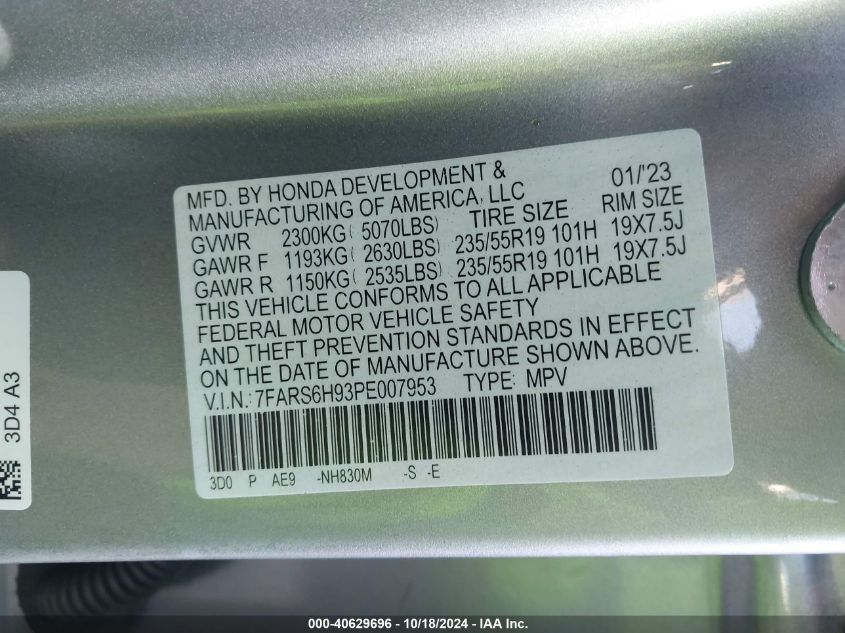 MFD. BY HONDA DEVELOPMENT & 01/'23
MANUFACTURING OF AMERICA, LLC
TIRE SIZE RIM SIZE
GVWR 2300KG( 5070LBS)
GAWR F 1193KG( 2630LBS) 235/55R19 101H 19X7.5J
GAWR R 1150KG( 2535LBS) 235/55R19 101H 19X7.5J
THIS VEHICLE CONFORMS TO ALL APPLICABLE
FEDERAL MOTOR VEHICLE SAFETY
AND THEFT PREVENTION STANDARDS IN EFFECT
ON THE DATE OF MANUFACTURE SHOWN ABOVE.
V.I.N.: 7FARS6H93PE007953 TYPE: MPV
3D0 P AE9 -NH830M -S -E
3D4 A3
000-40629696 - 10/18/2024 - IAA Inc.